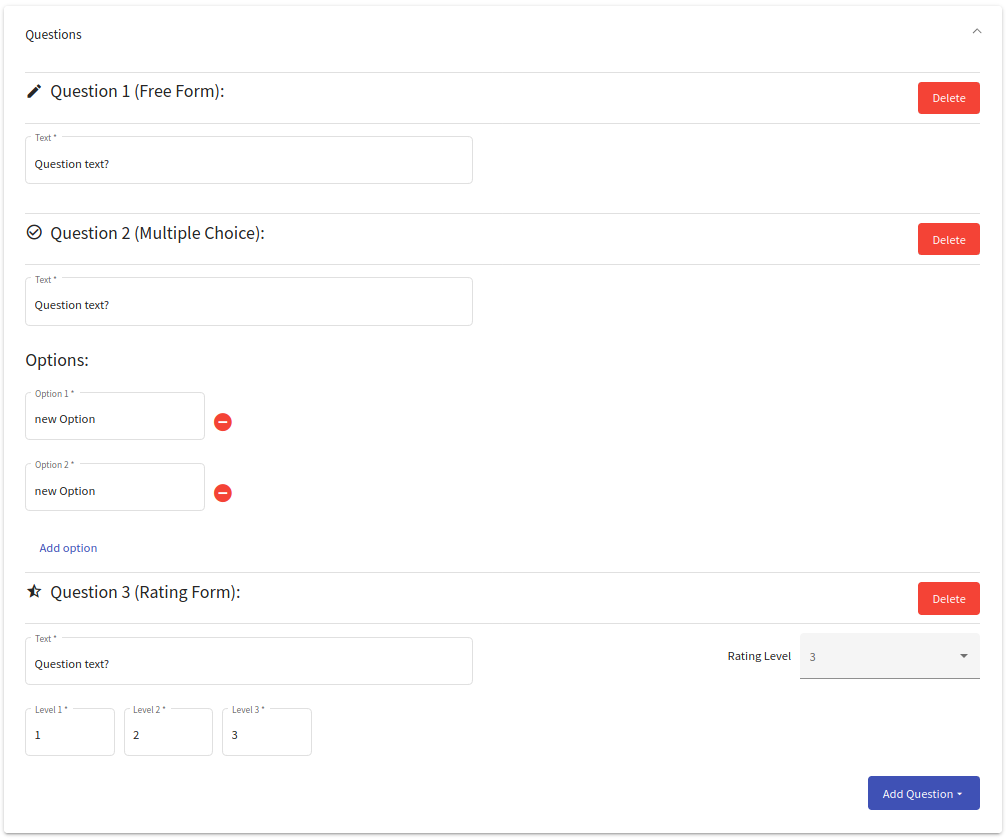 Questions
Question 1 (Free Form):
Delete
Text *
Question text?
Question 2 (Multiple Choice):
Delete
Text *
Question text?
Options:
Option 1 *
new Option
Option 2 *
new Option
Add option
Question 3 (Rating Form):
Delete
Text *
Question text?
Rating Level 3
Level 1 * Level 2 * Level 3 *
1 2 3
Add Question